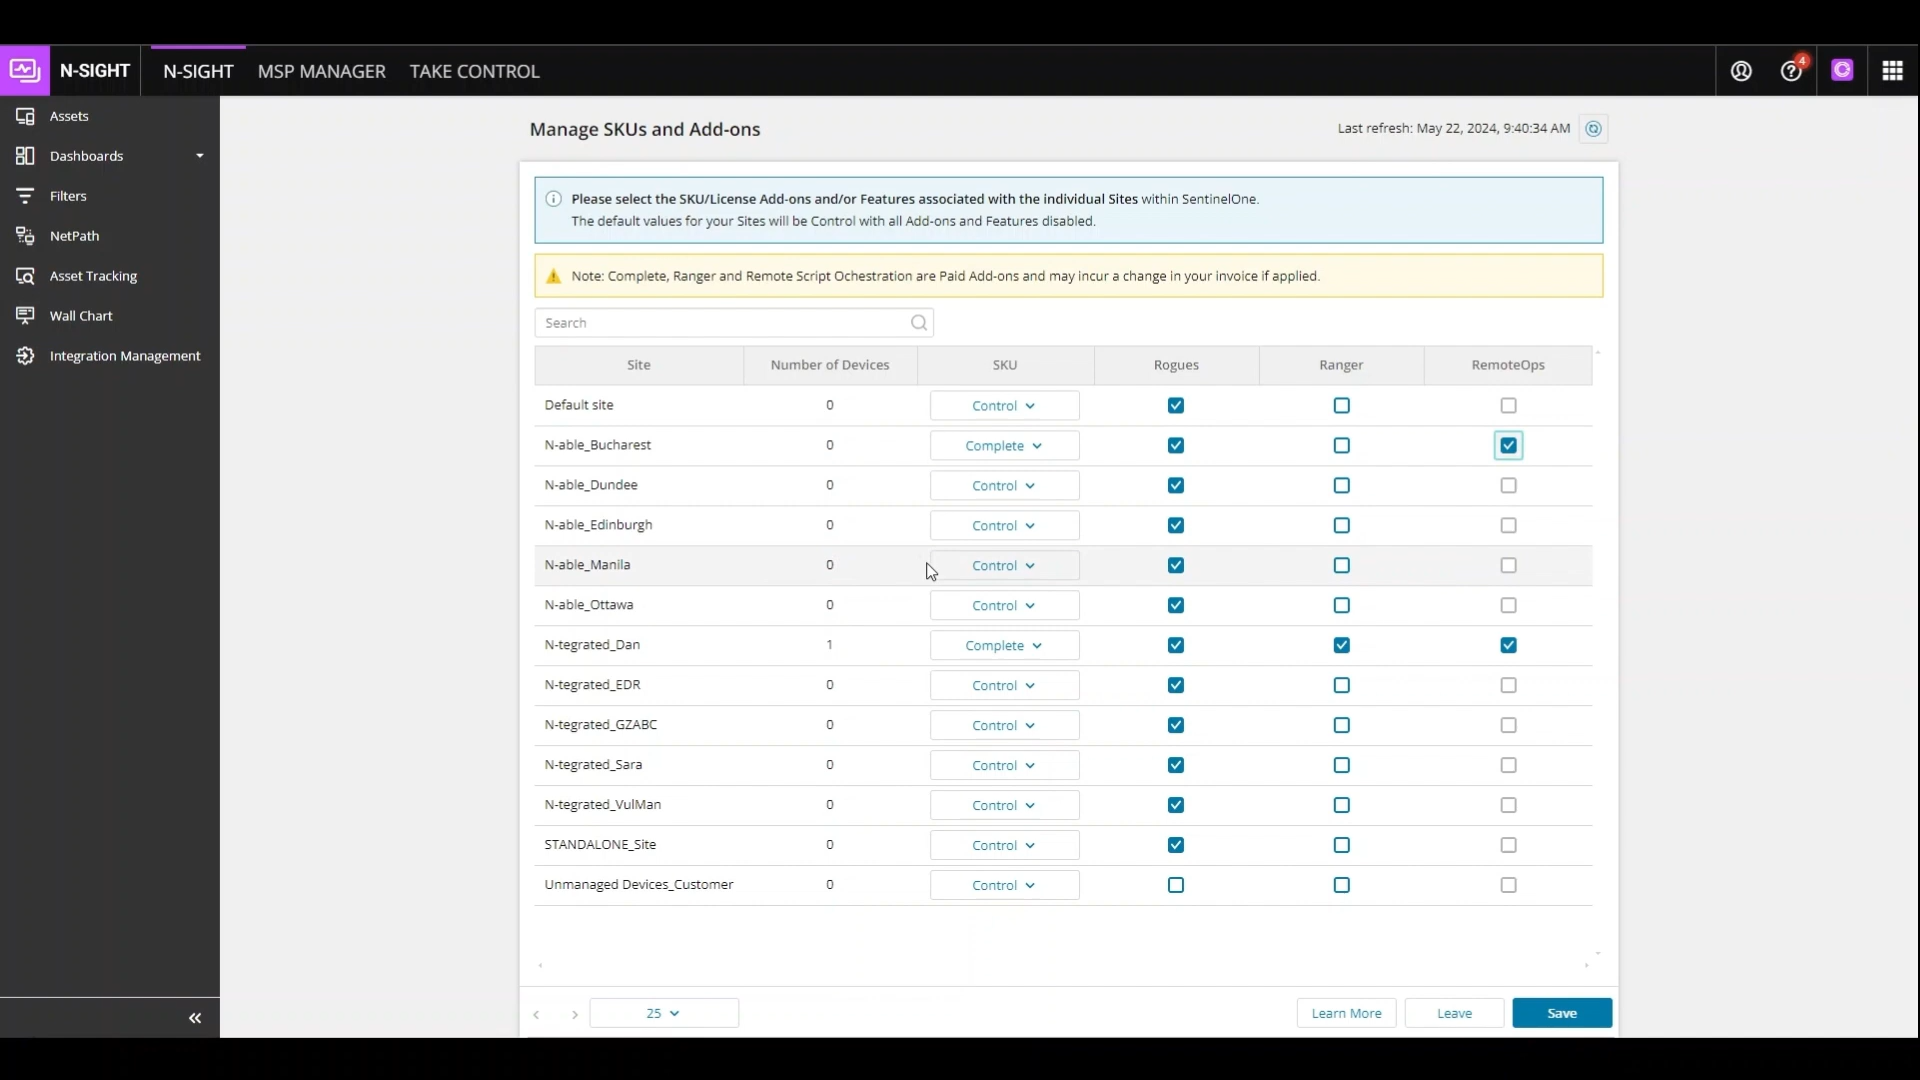 N-SIGHT
N-SIGHT MSP MANAGER TAKE CONTROL
4
Assets
Dashboards
Filters
NetPath
Asset Tracking
Wall Chart
Integration Management
Manage SKUs and Add-ons
Last refresh: May 22, 2024, 9:40:34 AM
Please select the SKU/License Add-ons and/or Features associated with the individual Sites within SentinelOne.
The default values for your Sites will be Control with all Add-ons and Features disabled.
Note: Complete, Ranger and Remote Script Ochestration are Paid Add-ons and may incur a change in your invoice if applied.
Search
Site Number of Devices SKU Rogues Ranger RemoteOps
Default site 0 Control
N-able_Bucharest 0 Complete
N-able_Dundee 0 Control
N-able_Edinburgh 0 Control
N-able_Manila 0 Control
N-able_Ottawa 0 Control
N-tegrated_Dan 1 Complete
N-tegrated_EDR 0 Control
N-tegrated_GZABC 0 Control
N-tegrated_Sara 0 Control
N-tegrated_VulMan 0 Control
STANDALONE_Site 0 Control
Unmanaged Devices_Customer 0 Control
25
Learn More Leave Save